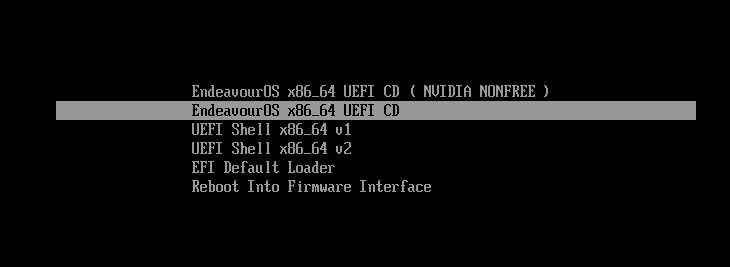 EndeavourOS x86_64 UEFI CD ( NVIDIA NONFREE )
EndeavourOS x86_64 UEFI CD
UEFI Shell x86_64 v1
UEFI Shell x86_64 v2
EFI Default Loader
Reboot Into Firmware Interface